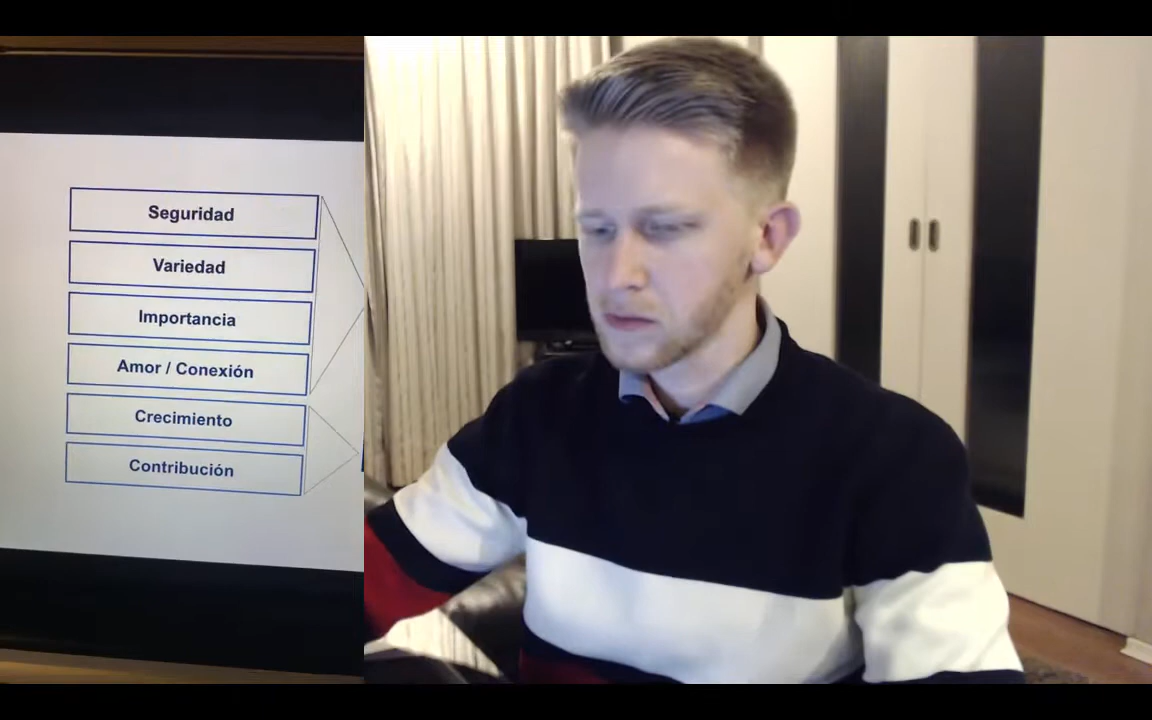 Seguridad
Variedad
Importancia
Amor / Conexión
Crecimiento
Contribución